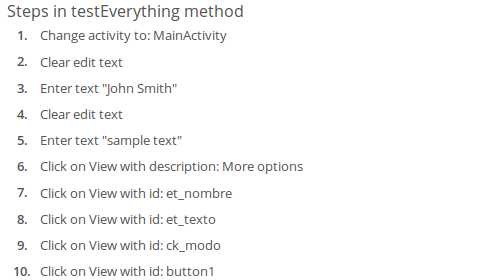 Steps in testEverything method
1. Change activity to: MainActivity
2. Clear edit text
3. Enter text "John Smith"
4. Clear edit text
5. Enter text "sample text"
6. Click on View with description: More options
7. Click on View with id: et_nombre
8. Click on View with id: et_texto
9. Click on View with id: ck_modo
10. Click on View with id: button1